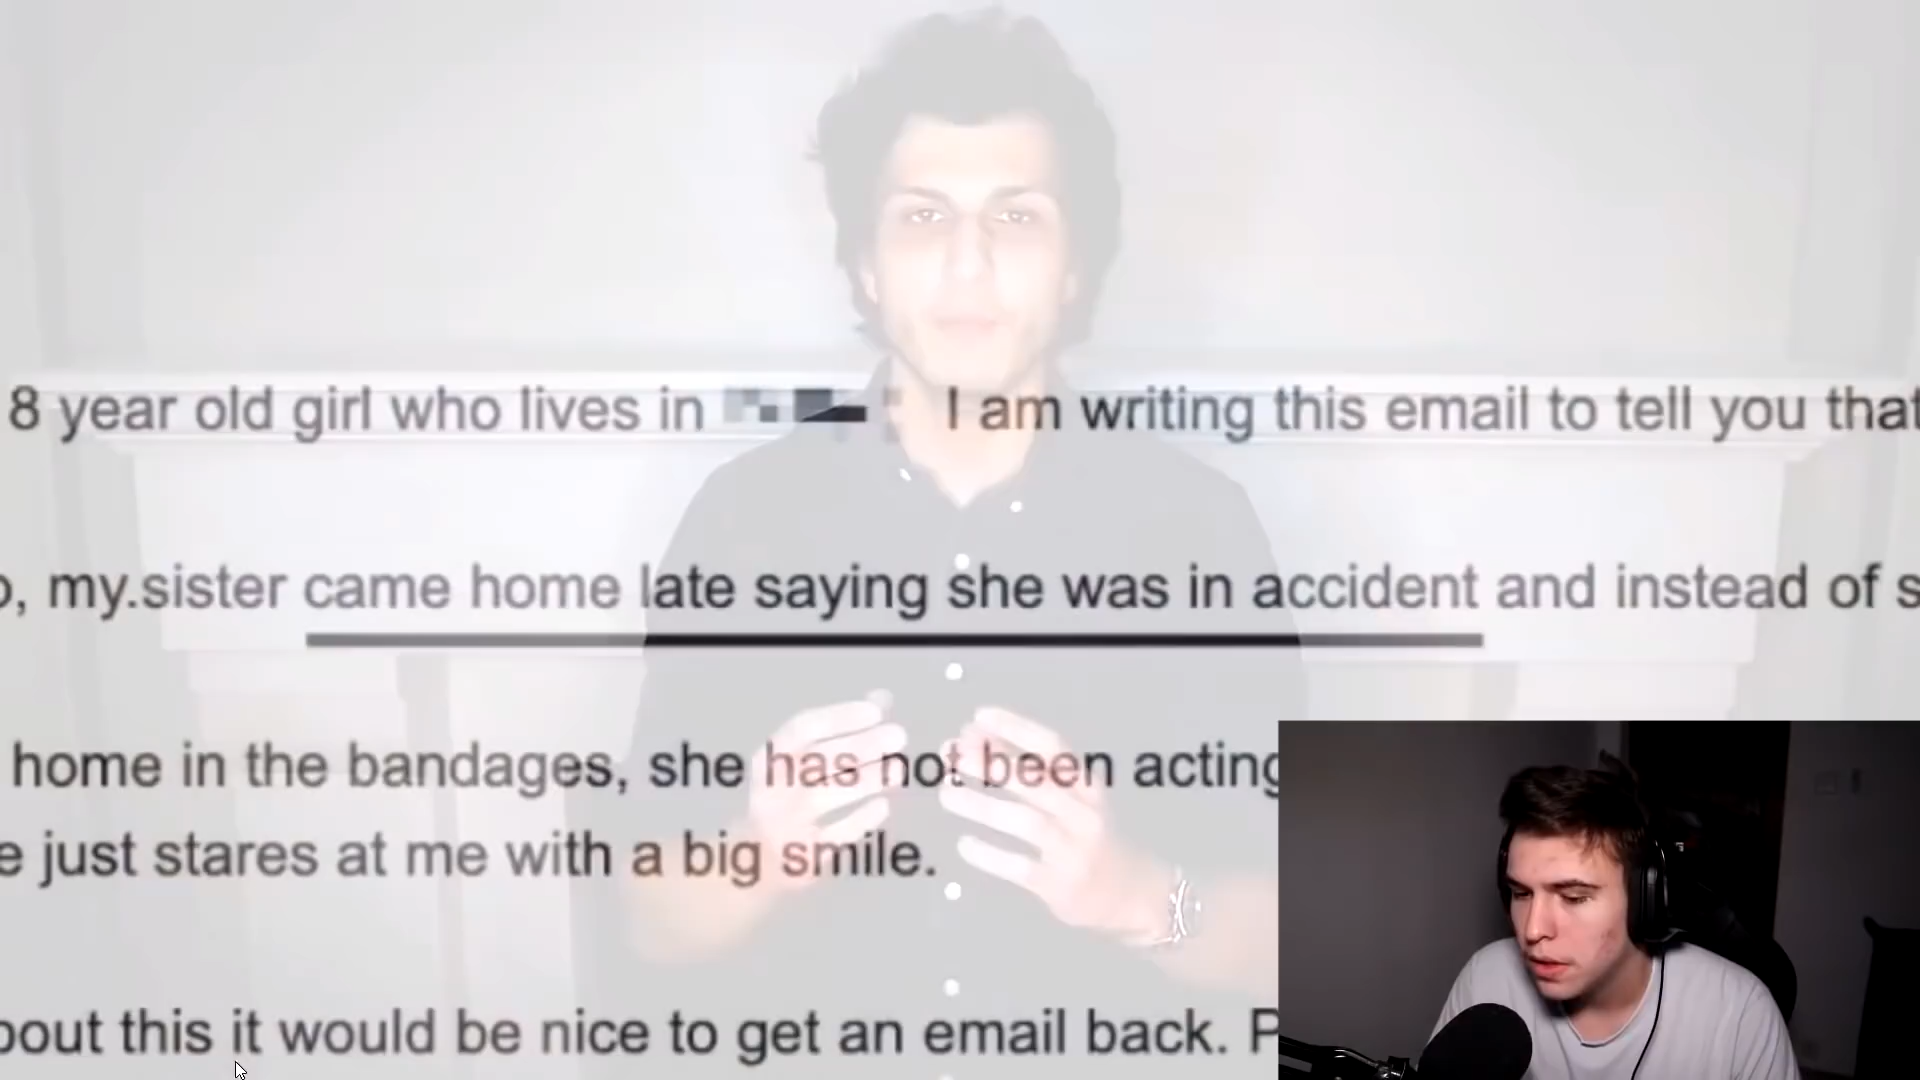 8 year old girl who lives in I am writing this email to tell you that
, my.sister came home late saying she was in accident and instead of s
home in the bandages, she has not been acting
e just stares at me with a big smile.
bout this it would be nice to get an email back. P